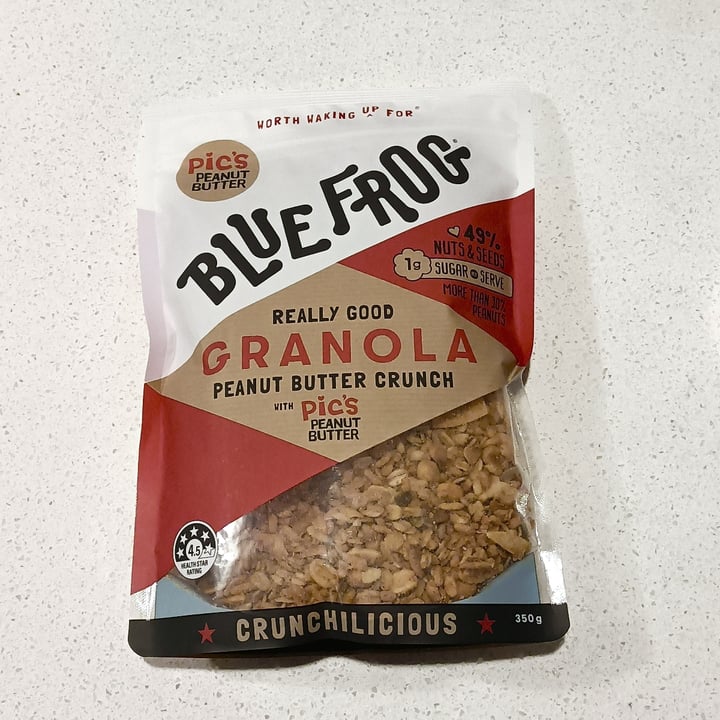 WORTH WAKING UP FOR
PiC'S
PEANUT
BUTTER
BLUE FROG
49%
NUTS & SEEDS
1g SUGAR PER SERVE
MORE THAN 30%
PEANUTS
REALLY GOOD
GRANOLA
PEANUT BUTTER CRUNCH
WITH PiC'S
PEANUT
BUTTER
4.5
HEALTH STAR
RATING
CRUNCHILICIOUS
350g